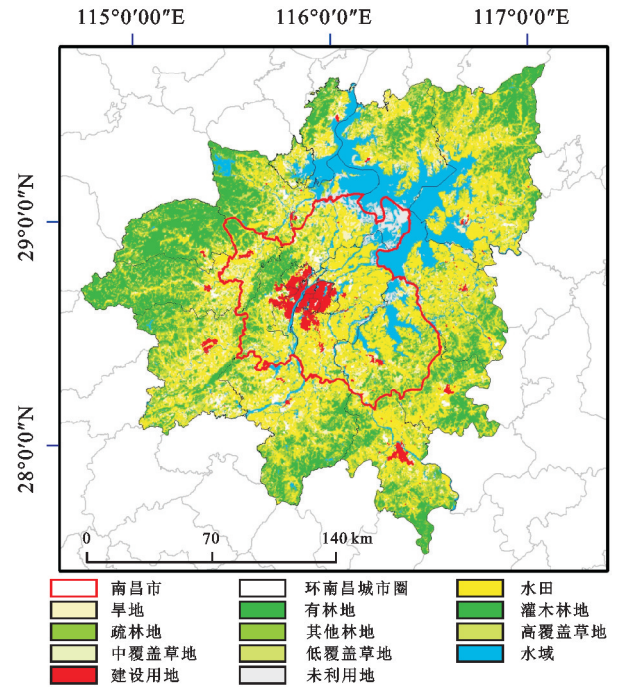 115°0′0″E 116°0′0″E 117°0′0″E
29°0′0″N
28°0′0″N
0 70 140 km
南昌市 环南昌城市圈 水田
旱地 有林地 灌木林地
疏林地 其他林地 高覆盖草地
中覆盖草地 低覆盖草地 水域
建设用地 未利用地